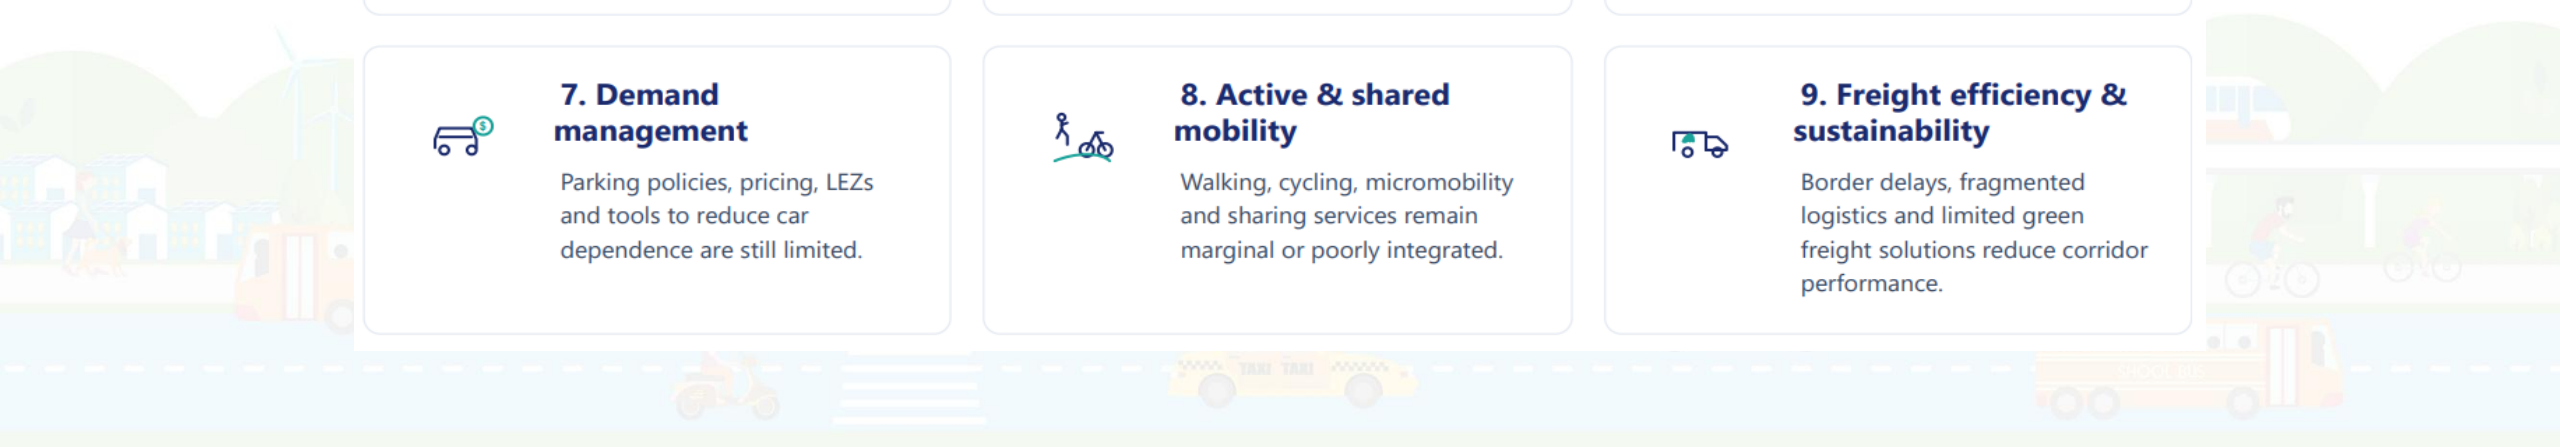 7. Demand
management
Parking policies, pricing, LEZs
and tools to reduce car
dependence are still limited.
8. Active & shared
mobility
Walking, cycling, micromobility
and sharing services remain
marginal or poorly integrated.
9. Freight efficiency &
sustainability
Border delays, fragmented
logistics and limited green
freight solutions reduce corridor
performance.
$
TAXI TAXI